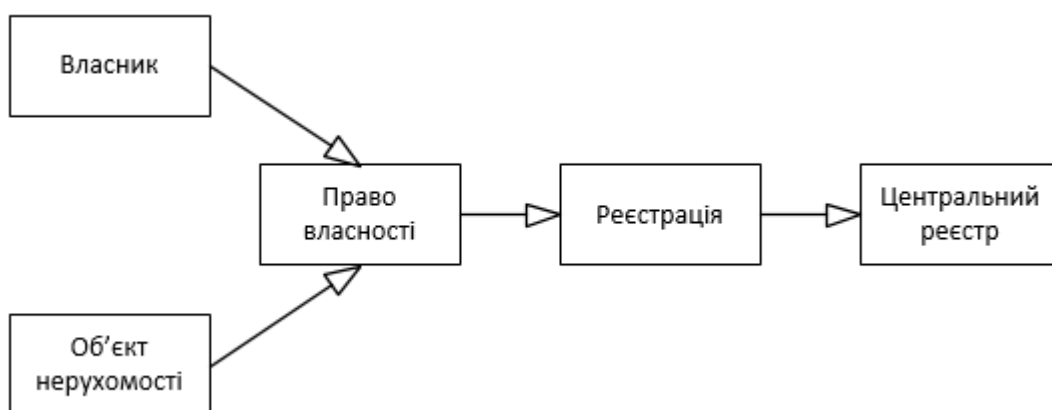 Власник
Право
власності
Реєстрація
Центральний
реєстр
Об’єкт
нерухомості